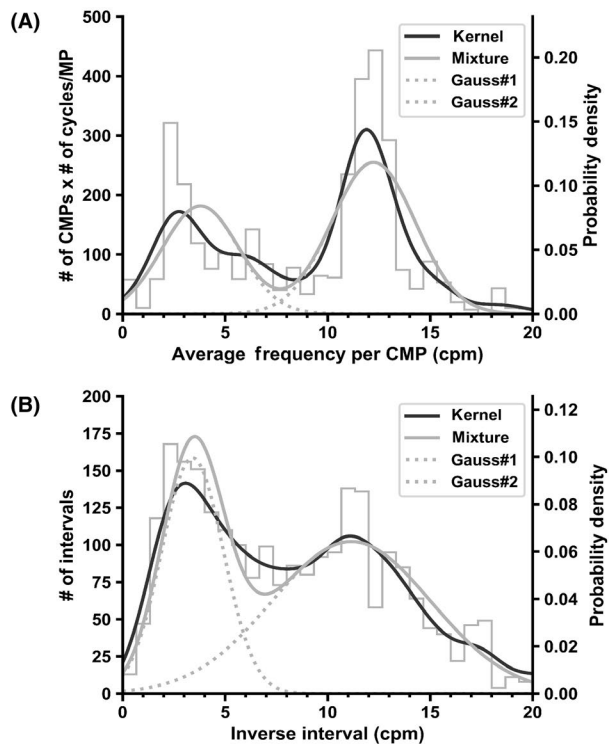 (A)
500
400
300
200
100
0
# of CMPs x # of cycles/MP
0 5 10 15 20
Average frequency per CMP (cpm)
0.20
0.15
0.10
0.05
0.00
Probability density
Kernel
Mixture
Gauss#1
Gauss#2
(B)
200
175
150
125
100
75
50
25
0
# of intervals
0 5 10 15 20
Inverse interval (cpm)
0.12
0.10
0.08
0.06
0.04
0.02
0.00
Probability density
Kernel
Mixture
Gauss#1
Gauss#2